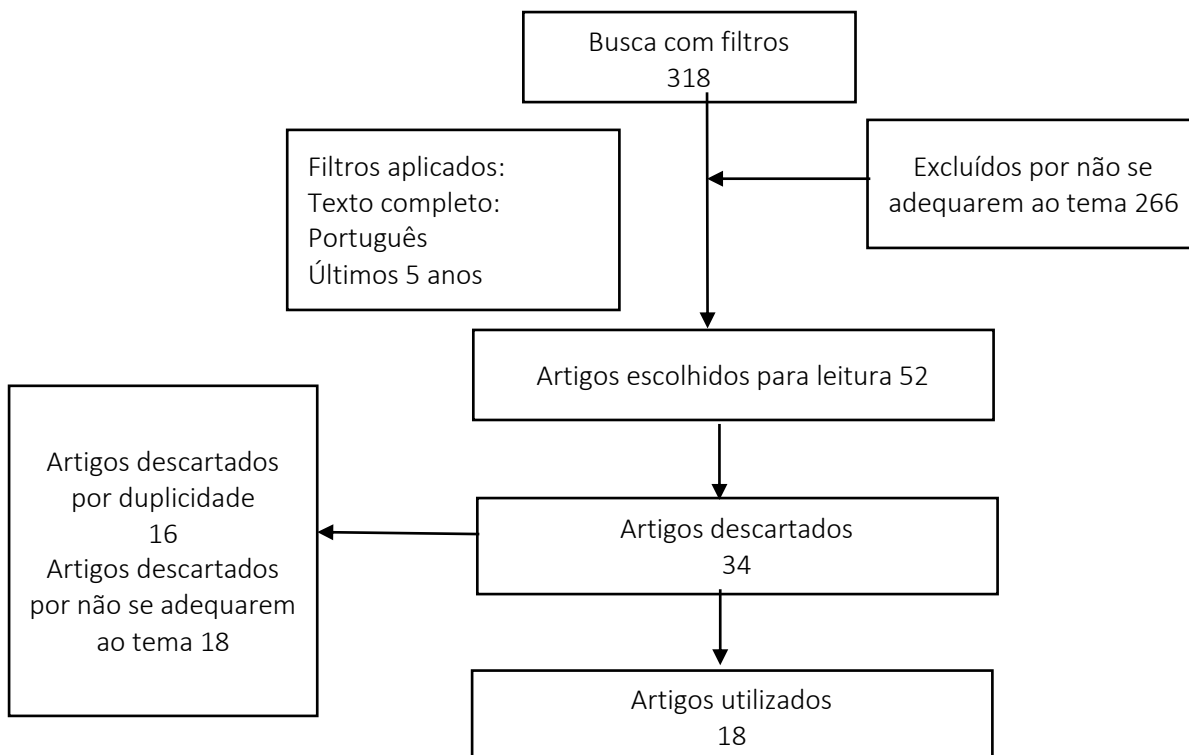 Busca com filtros
318
Filtros aplicados:
Texto completo:
Português
Últimos 5 anos
Excluídos por não se
adequarem ao tema 266
Artigos escolhidos para leitura 52
Artigos descartados
por duplicidade
16
Artigos descartados
por não se adequarem
ao tema 18
Artigos descartados
34
Artigos utilizados
18